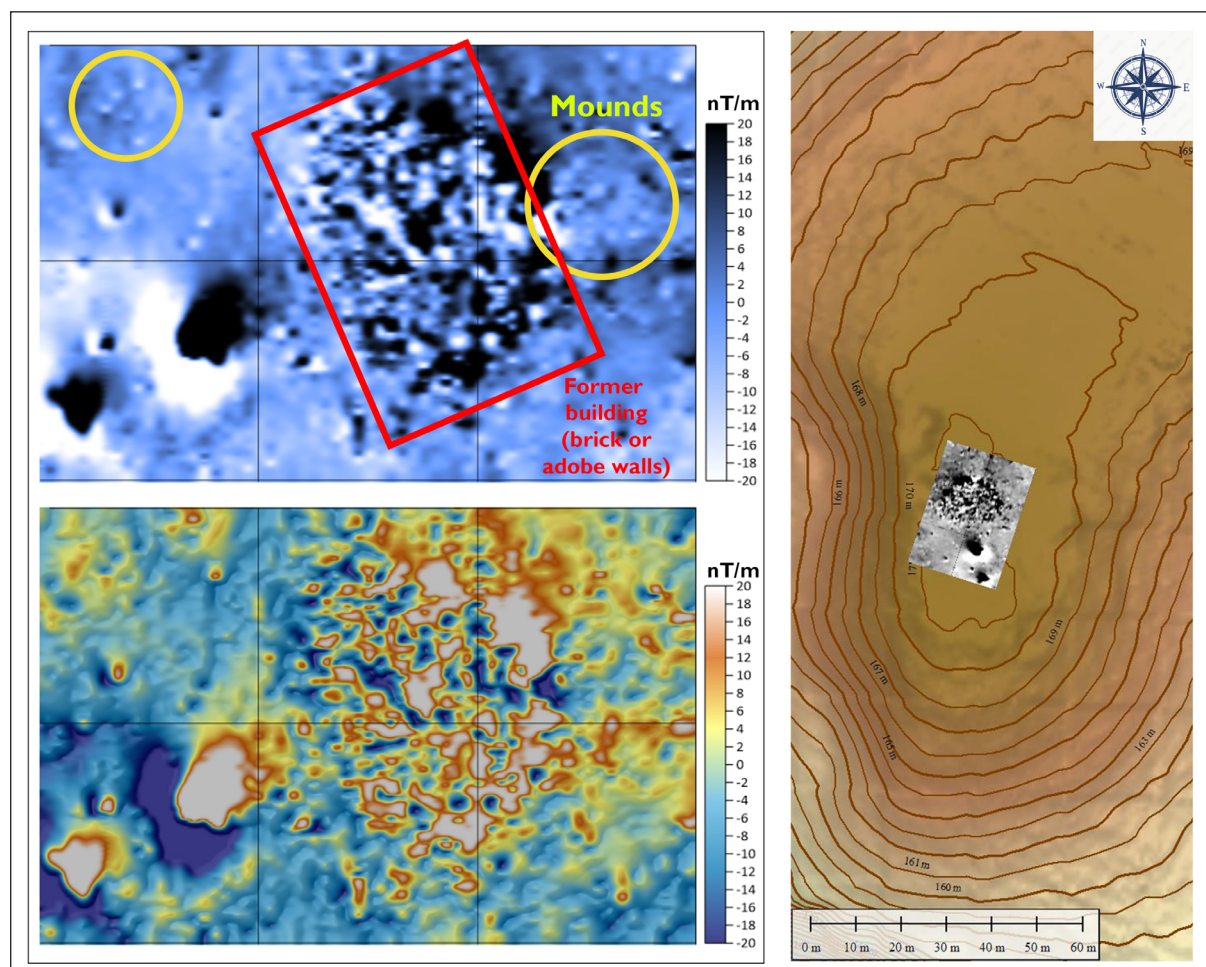 nT/m
20
18
16
14
12
10
8
6
4
2
0
-2
-4
-6
-8
-10
-12
-14
-16
-18
-20
Mounds
Former
building
(brick or
adobe walls)
nT/m
20
18
16
14
12
10
8
6
4
2
0
-2
-4
-6
-8
-10
-12
-14
-16
-18
-20
N
W
E
S
168 m
166 m
170 m
169 m
167 m
165 m
163 m
161 m
160 m
0 m 10 m 20 m 30 m 40 m 50 m 60 m